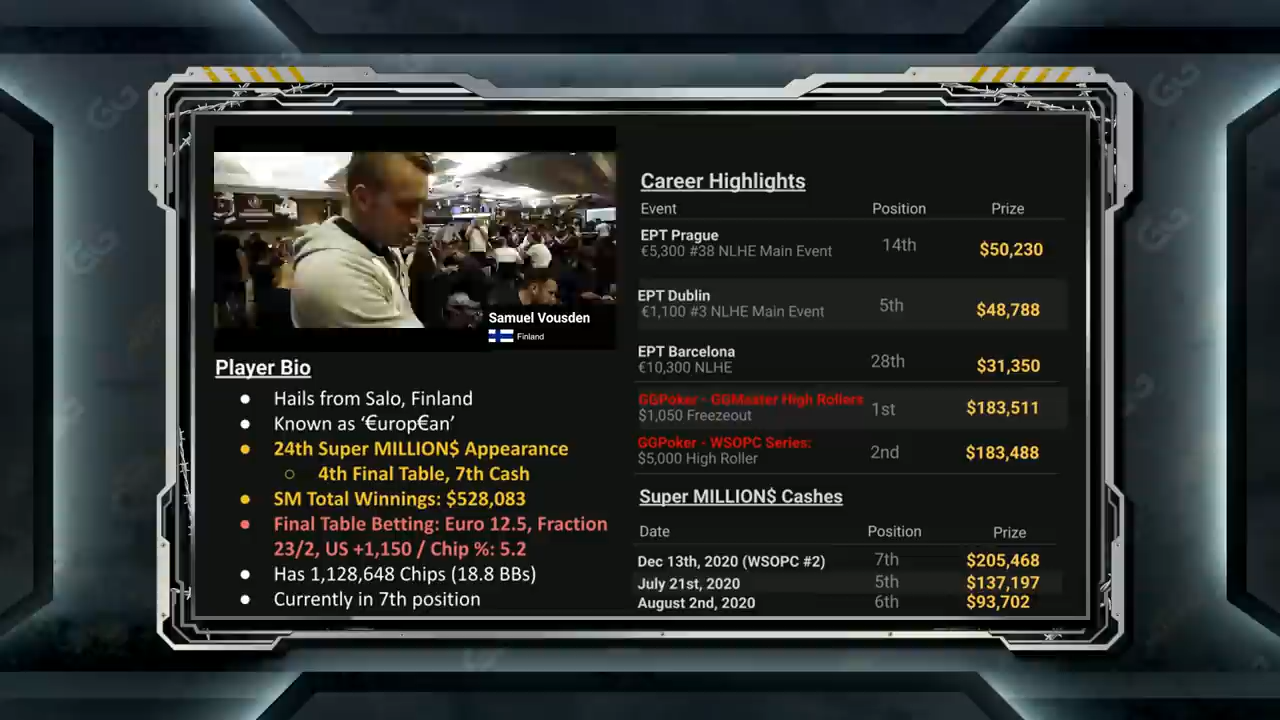 Samuel Vousden
Finland
Player Bio
● Hails from Salo, Finland
● Known as ‘€urop€an’
● 24th Super MILLION$ Appearance
○ 4th Final Table, 7th Cash
● SM Total Winnings: $528,083
● Final Table Betting: Euro 12.5, Fraction
23/2, US +1,150 / Chip %: 5.2
● Has 1,128,648 Chips (18.8 BBs)
● Currently in 7th position
Career Highlights
Event Position Prize
EPT Prague
€5,300 #38 NLHE Main Event 14th $50,230
EPT Dublin
€1,100 #3 NLHE Main Event 5th $48,788
EPT Barcelona
€10,300 NLHE 28th $31,350
GGPoker - GGMaster High Rollers
$1,050 Freezeout 1st $183,511
GGPoker - WSOPC Series:
$5,000 High Roller 2nd $183,488
Super MILLION$ Cashes
Date Position Prize
Dec 13th, 2020 (WSOPC #2) 7th $205,468
July 21st, 2020 5th $137,197
August 2nd, 2020 6th $93,702